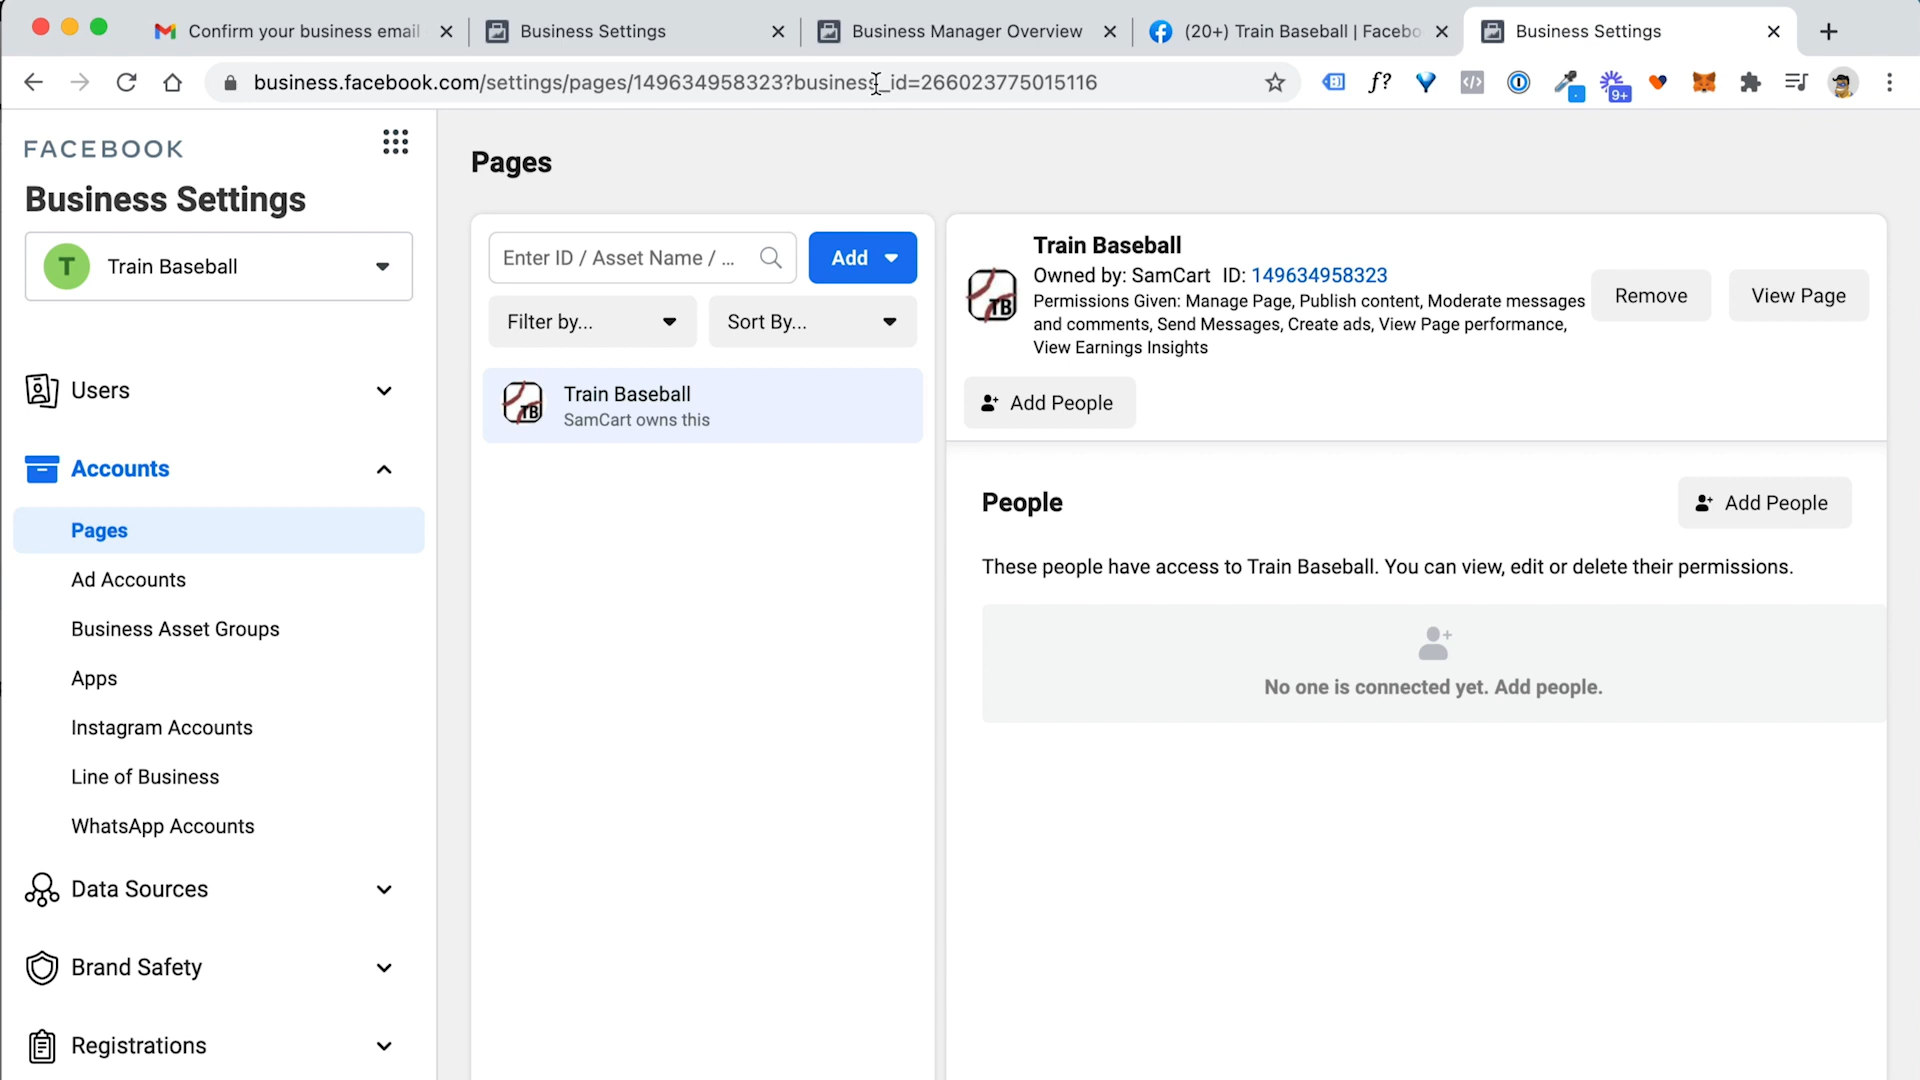 Confirm your business email
Business Settings
Business Manager Overview
(20+) Train Baseball | Facebo
Business Settings
business.facebook.com/settings/pages/149634958323?business_id=266023775015116
f?
9+
FACEBOOK
Business Settings
T
Train Baseball
Users
Accounts
Pages
Ad Accounts
Business Asset Groups
Apps
Instagram Accounts
Line of Business
WhatsApp Accounts
Data Sources
Brand Safety
Registrations
Pages
Enter ID / Asset Name / ...
Add
Filter by...
Sort By...
TB
Train Baseball
SamCart owns this
TB
Train Baseball
Owned by: SamCart ID: 149634958323
Permissions Given: Manage Page, Publish content, Moderate messages
and comments, Send Messages, Create ads, View Page performance,
View Earnings Insights
Remove
View Page
Add People
People
Add People
These people have access to Train Baseball. You can view, edit or delete their permissions.
No one is connected yet. Add people.